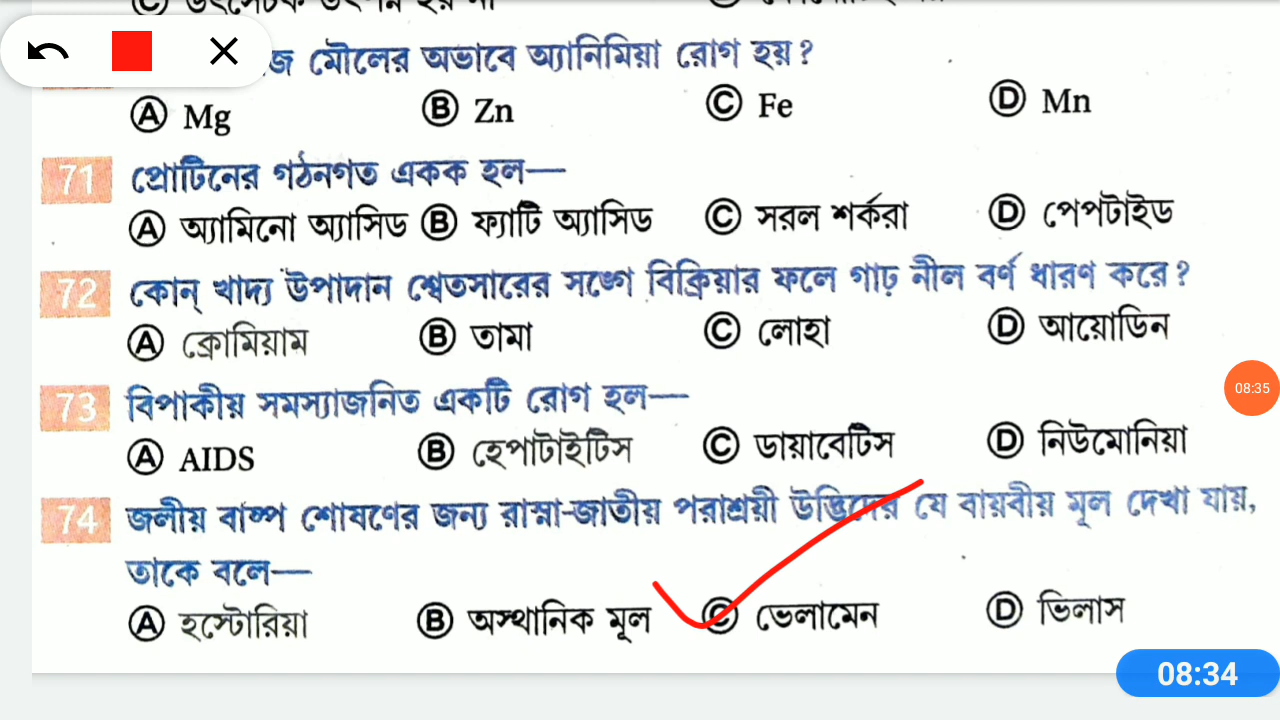 মৌলের অভাবে অ্যানিমিয়া রোগ হয়?
Ⓐ Mg Ⓑ Zn Ⓒ Fe Ⓓ Mn
71 প্রোটিনের গঠনগত একক হল—
Ⓐ অ্যামিনো অ্যাসিড Ⓑ ফ্যাটি অ্যাসিড Ⓒ সরল শর্করা Ⓓ পেপটাইড
72 কোন্ খাদ্য উপাদান শ্বেতসারের সঙ্গে বিক্রিয়ার ফলে গাঢ় নীল বর্ণ ধারণ করে?
Ⓐ ক্রোমিয়াম Ⓑ তামা Ⓒ লোহা Ⓓ আয়োডিন
08:35
73 বিপাকীয় সমস্যাজনিত একটি রোগ হল—
Ⓐ AIDS Ⓑ হেপাটাইটিস Ⓒ ডায়াবেটিস Ⓓ নিউমোনিয়া
74 জলীয় বাষ্প শোষণের জন্য রাস্না-জাতীয় পরাশ্রয়ী উদ্ভিদের যে বায়বীয় মূল দেখা যায়,
তাকে বলে—
Ⓐ হস্টোরিয়া Ⓑ অস্থানিক মূল Ⓒ ভেলামেন Ⓓ ভিলাস
08:34